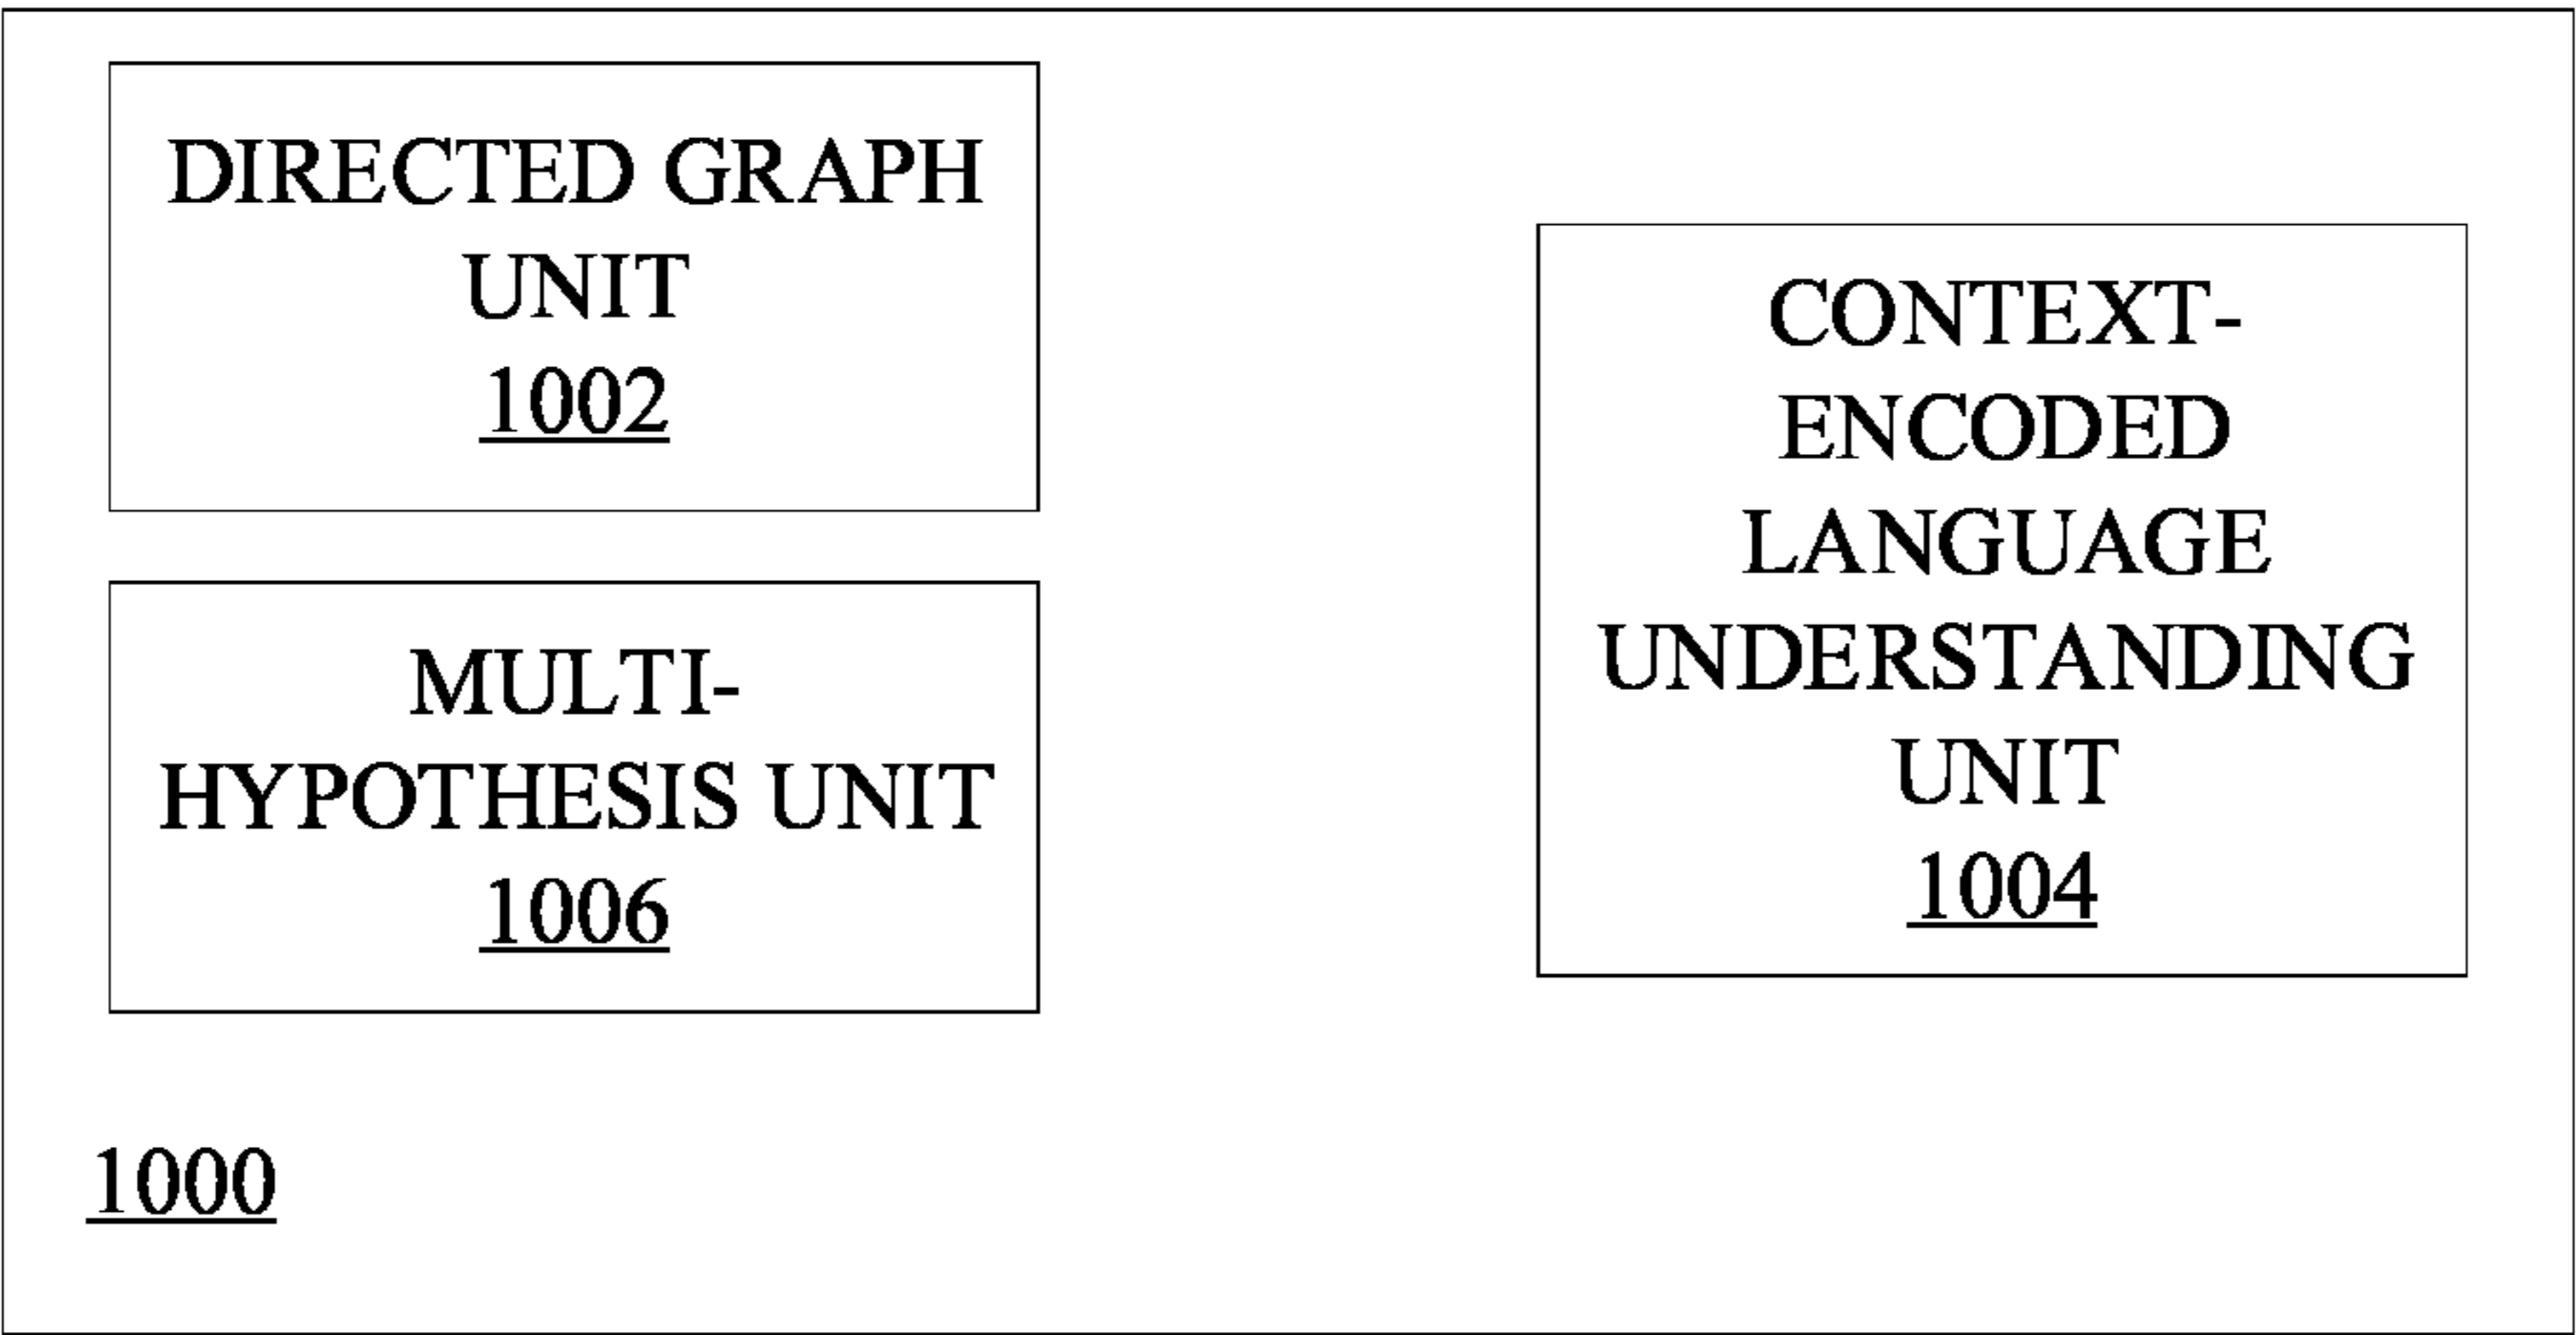 DIRECTED GRAPH
UNIT
1002
MULTI-
HYPOTHESIS UNIT
1006
CONTEXT-
ENCODED
LANGUAGE
UNDERSTANDING
UNIT
1004
1000